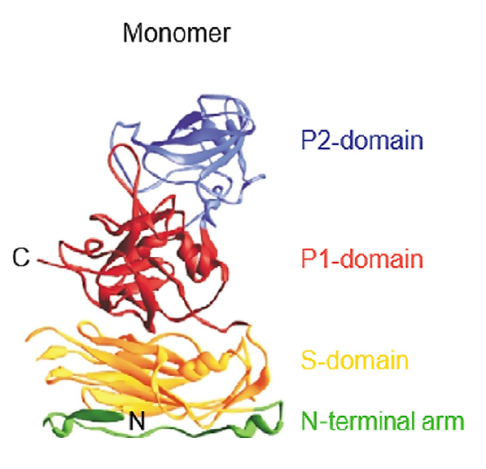 Monomer
P2-domain
C
P1-domain
S-domain
N
N-terminal arm